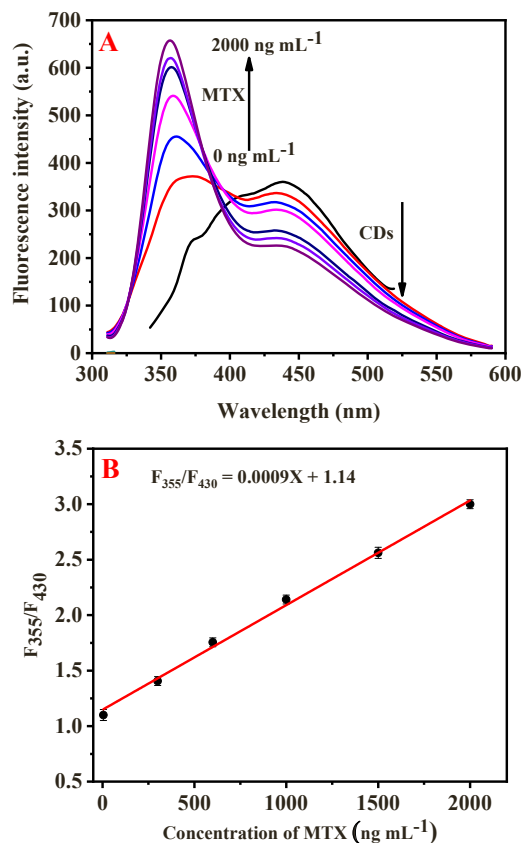 A
2000 ng mL-1
MTX
0 ng mL-1
CDs
700
600
500
400
300
200
100
0
300 350 400 450 500 550 600
Fluorescence intensity (a.u.)
Wavelength (nm)
B
F355/F430 = 0.0009X + 1.14
3.5
3.0
2.5
2.0
1.5
1.0
0.5
0 500 1000 1500 2000
F355/F430
Concentration of MTX (ng mL-1)